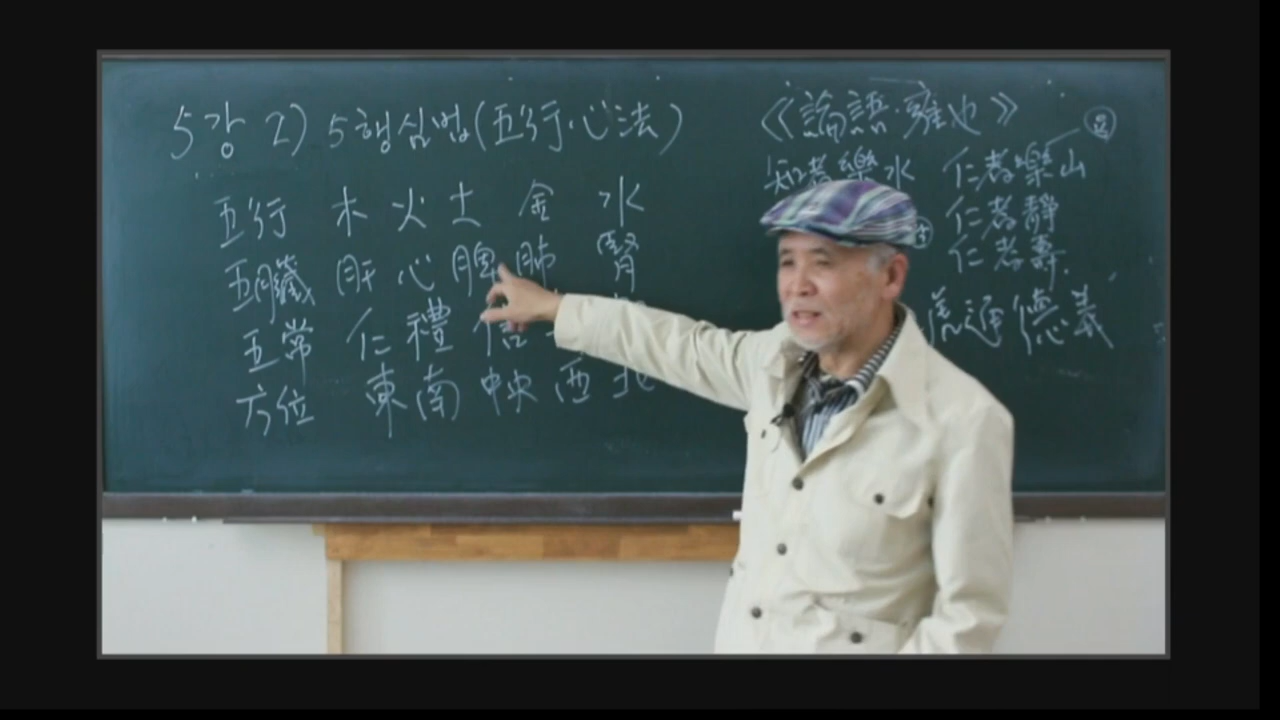 5강 2) 5행심법(五行心法)
五行 木 火 土 金 水
五臟 肝 心 脾 肺 腎
五常 仁 禮 信
方位 東 南 中央 西 北
《論語·雍也》
知者樂水 仁者樂山
仁者靜
仁者壽.
德義